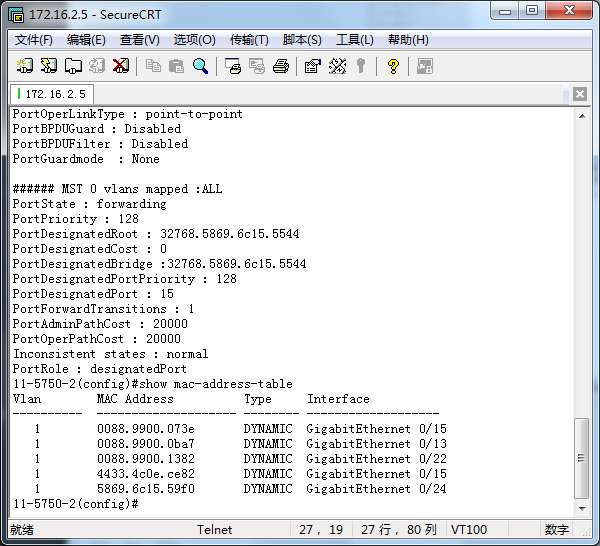 172.16.2.5 - SecureCRT
文件(F) 编辑(E) 查看(V) 选项(O) 传输(T) 脚本(S) 工具(L) 帮助(H)
172.16.2.5
PortOperLinkType : point-to-point
PortBPDUGuard : Disabled
PortBPDUFilter : Disabled
PortGuardmode  : None
###### MST 0 vlans mapped :ALL
PortState : forwarding
PortPriority : 128
PortDesignatedRoot : 32768.5869.6c15.5544
PortDesignatedCost : 0
PortDesignatedBridge :32768.5869.6c15.5544
PortDesignatedPortPriority : 128
PortDesignatedPort : 15
PortForwardTransitions : 1
PortAdminPathCost : 20000
PortOperPathCost : 20000
Inconsistent states : normal
PortRole : designatedPort
11-5750-2(config)#show mac-address-table
Vlan        MAC Address          Type     Interface
----------  -------------------- -------- -------------------
   1        0088.9900.073e       DYNAMIC  GigabitEthernet 0/15
   1        0088.9900.0ba7       DYNAMIC  GigabitEthernet 0/13
   1        0088.9900.1382       DYNAMIC  GigabitEthernet 0/22
   1        4433.4c0e.ce82       DYNAMIC  GigabitEthernet 0/15
   1        5869.6c15.59f0       DYNAMIC  GigabitEthernet 0/24
11-5750-2(config)#
就绪 Telnet 27, 19 27 行, 80 列 VT100 数字